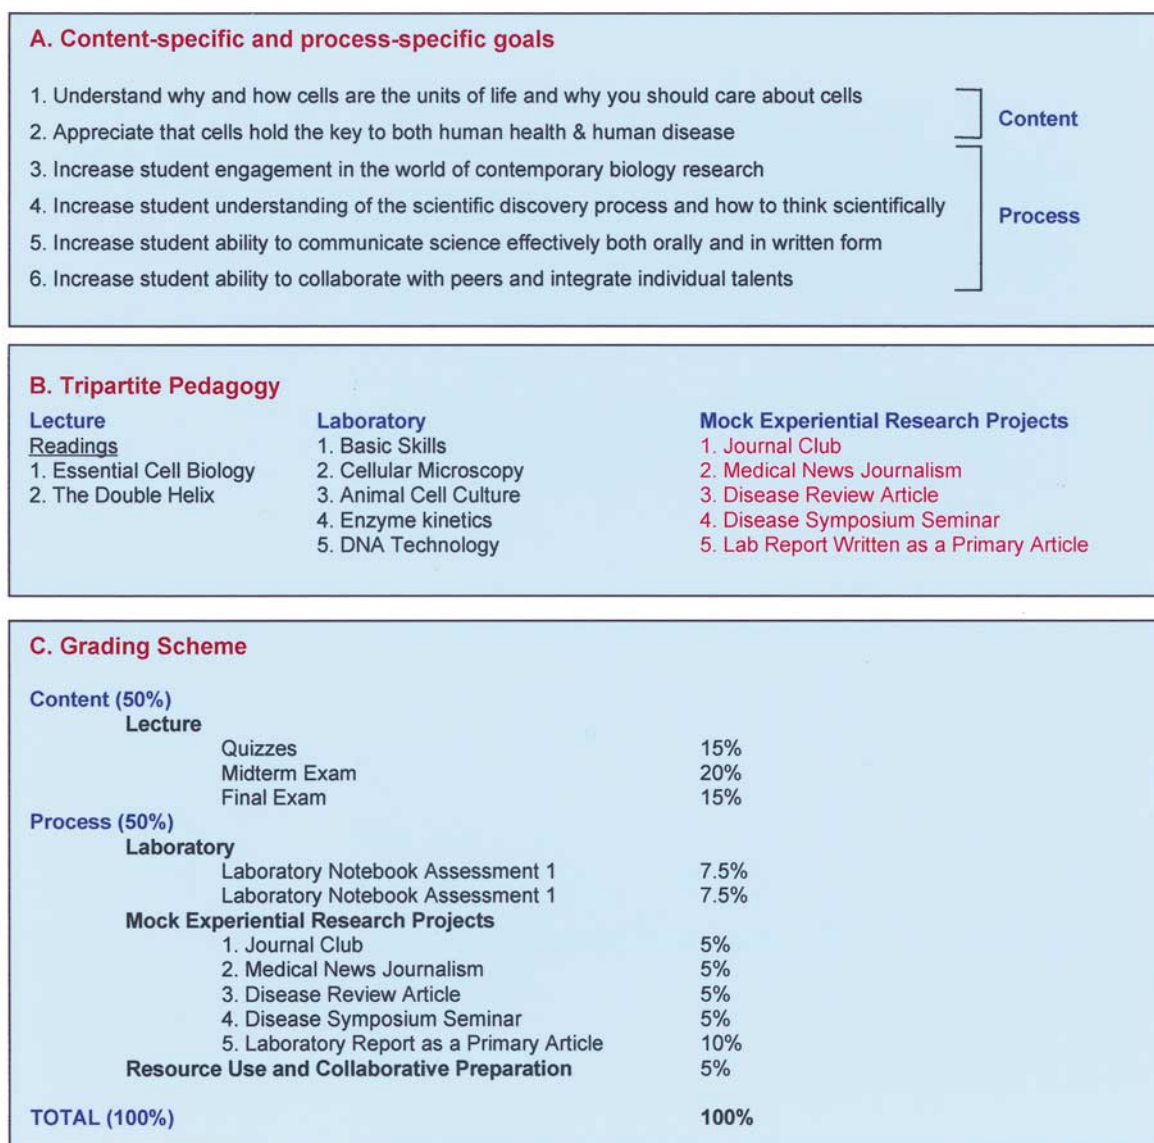 A. Content-specific and process-specific goals
1. Understand why and how cells are the units of life and why you should care about cells
2. Appreciate that cells hold the key to both human health & human disease
Content
3. Increase student engagement in the world of contemporary biology research
4. Increase student understanding of the scientific discovery process and how to think scientifically
5. Increase student ability to communicate science effectively both orally and in written form
6. Increase student ability to collaborate with peers and integrate individual talents
Process
B. Tripartite Pedagogy
Lecture
Readings
1. Essential Cell Biology
2. The Double Helix
Laboratory
1. Basic Skills
2. Cellular Microscopy
3. Animal Cell Culture
4. Enzyme kinetics
5. DNA Technology
Mock Experiential Research Projects
1. Journal Club
2. Medical News Journalism
3. Disease Review Article
4. Disease Symposium Seminar
5. Lab Report Written as a Primary Article
C. Grading Scheme
Content (50%)
Lecture
Quizzes 15%
Midterm Exam 20%
Final Exam 15%
Process (50%)
Laboratory
Laboratory Notebook Assessment 1 7.5%
Laboratory Notebook Assessment 1 7.5%
Mock Experiential Research Projects
1. Journal Club 5%
2. Medical News Journalism 5%
3. Disease Review Article 5%
4. Disease Symposium Seminar 5%
5. Laboratory Report as a Primary Article 10%
Resource Use and Collaborative Preparation 5%
TOTAL (100%) 100%